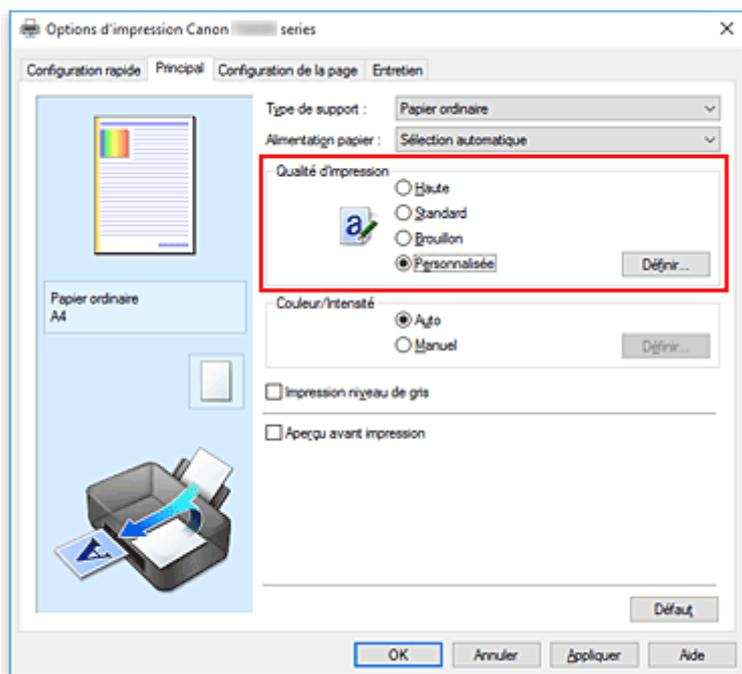 Options d'impression Canon series
Configuration rapide Principal Configuration de la page Entretien
Type de support : Papier ordinaire
Alimentation papier : Sélection automatique
Qualité d'impression
Haute
Standard
Brouillon
Personnalisée Définir...
Papier ordinaire
A4
Couleur/Intensité
Auto
Manuel Définir...
Impression niveau de gris
Aperçu avant impression
Défaut
OK Annuler Appliquer Aide